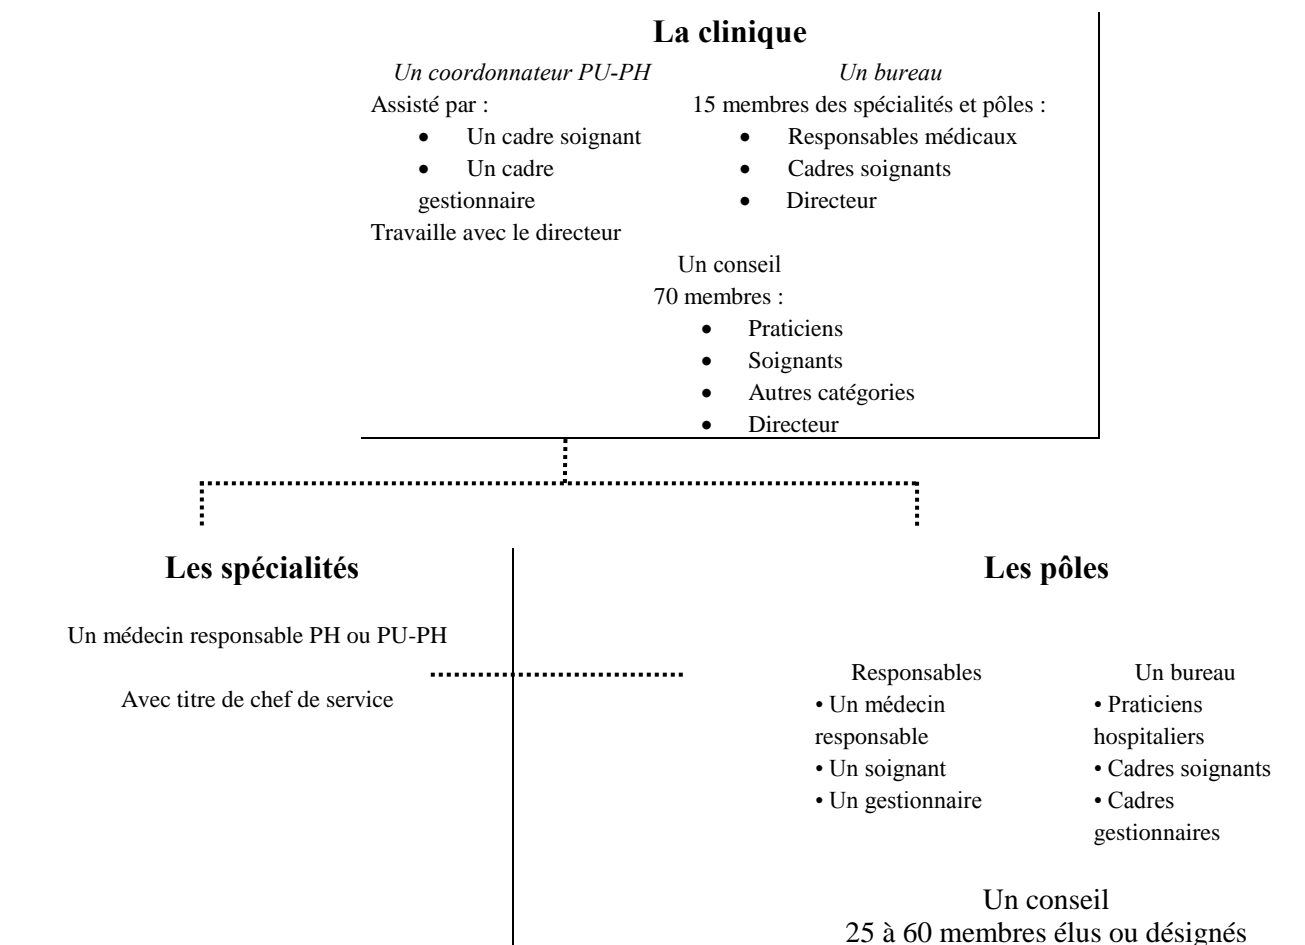 La clinique
Un coordonnateur PU-PH
Assisté par :
• Un cadre soignant
• Un cadre
gestionnaire
Travaille avec le directeur
Un bureau
15 membres des spécialités et pôles :
• Responsables médicaux
• Cadres soignants
• Directeur
Un conseil
70 membres :
• Praticiens
• Soignants
• Autres catégories
• Directeur
Les spécialités
Un médecin responsable PH ou PU-PH
Avec titre de chef de service
Les pôles
Responsables
• Un médecin
responsable
• Un soignant
• Un gestionnaire
Un bureau
• Praticiens
hospitaliers
• Cadres soignants
• Cadres
gestionnaires
Un conseil
25 à 60 membres élus ou désignés